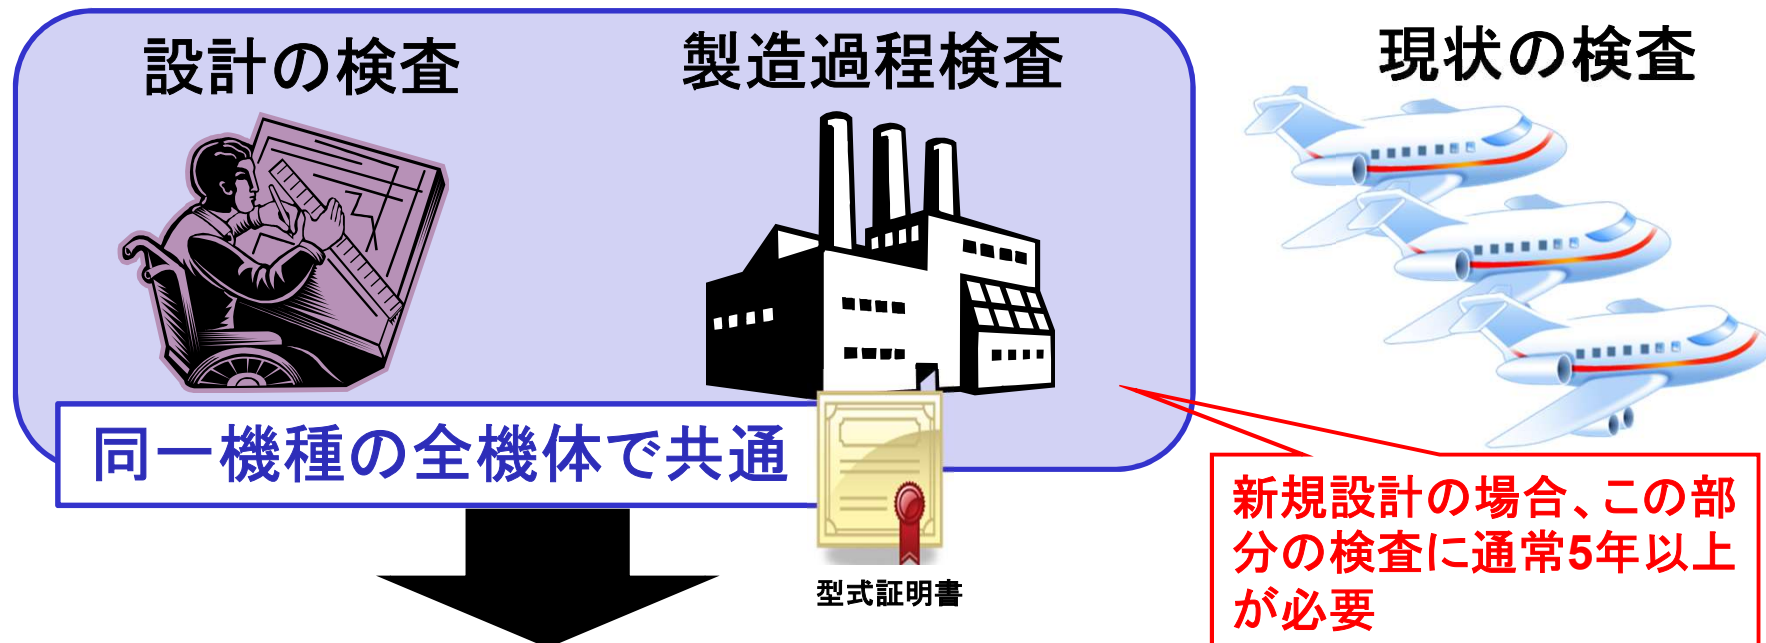 設計の検査
製造過程検査
現状の検査
同一機種の全機体で共通
型式証明書
新規設計の場合、この部
分の検査に通常5年以上
が必要